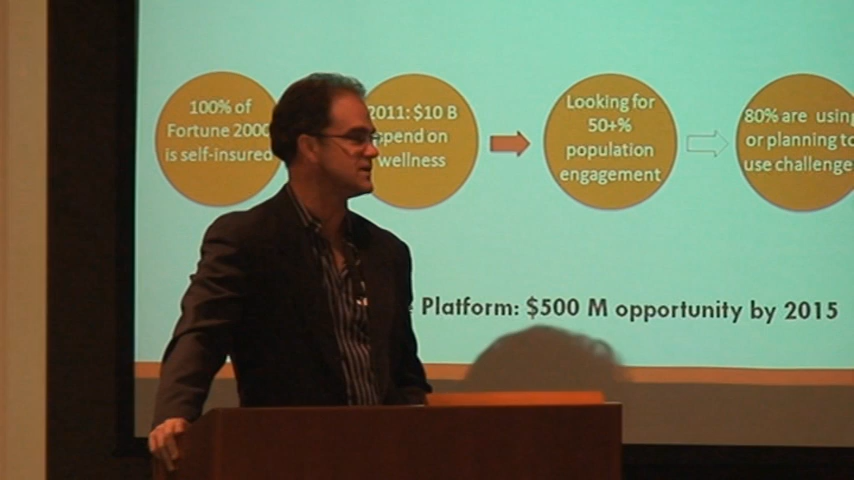 100% of
Fortune 2000
is self-insured
2011: $10 B
spend on
wellness
Looking for
50+%
population
engagement
80% are using
or planning to
use challenge
Platform: $500 M opportunity by 2015